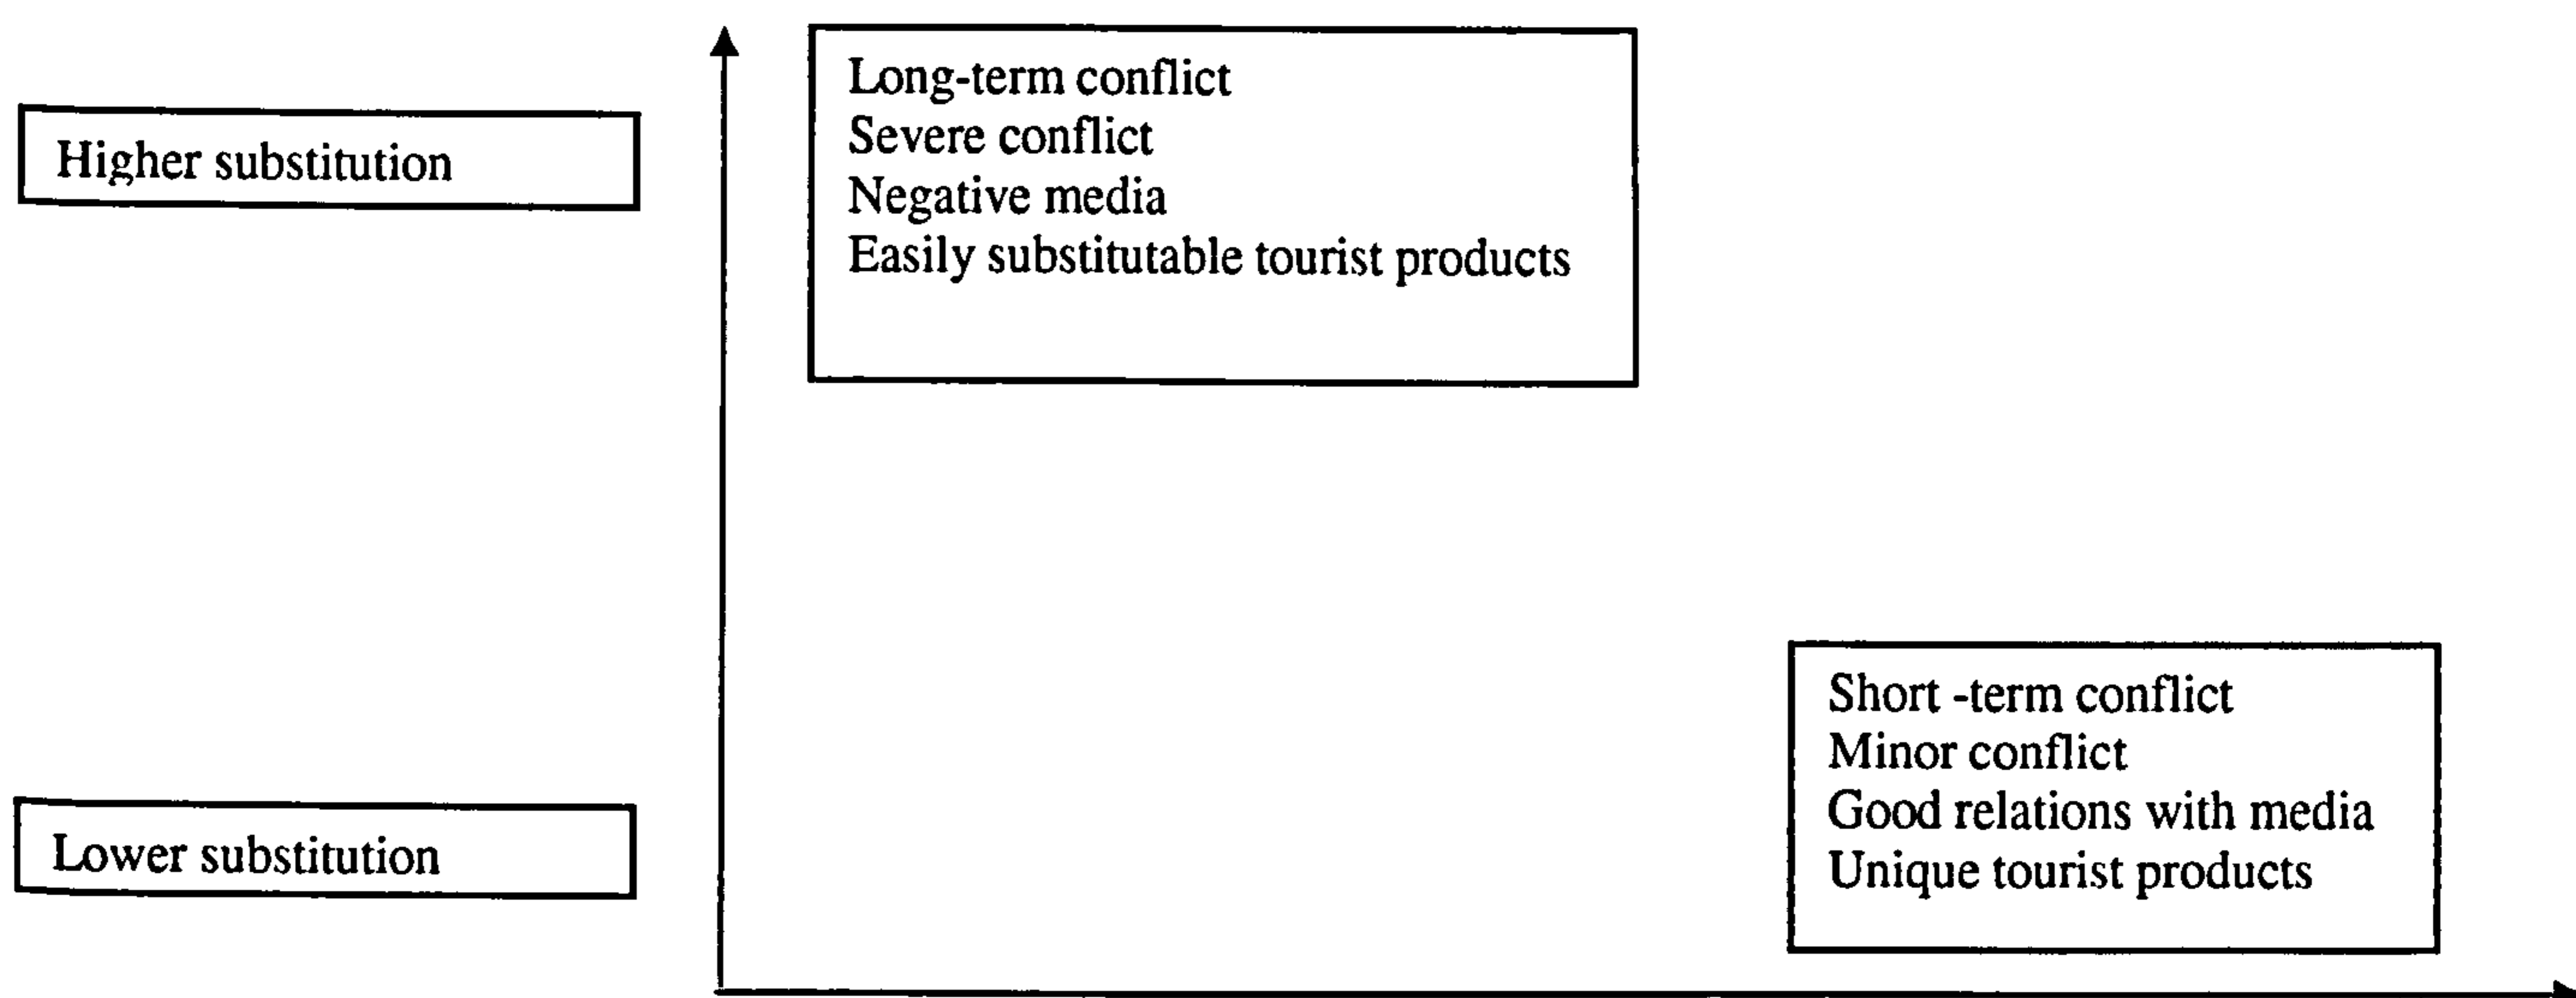 Higher substitution
Long-term conflict
Severe conflict
Negative media
Easily substitutable tourist products
Lower substitution
Short -term conflict
Minor conflict
Good relations with media
Unique tourist products